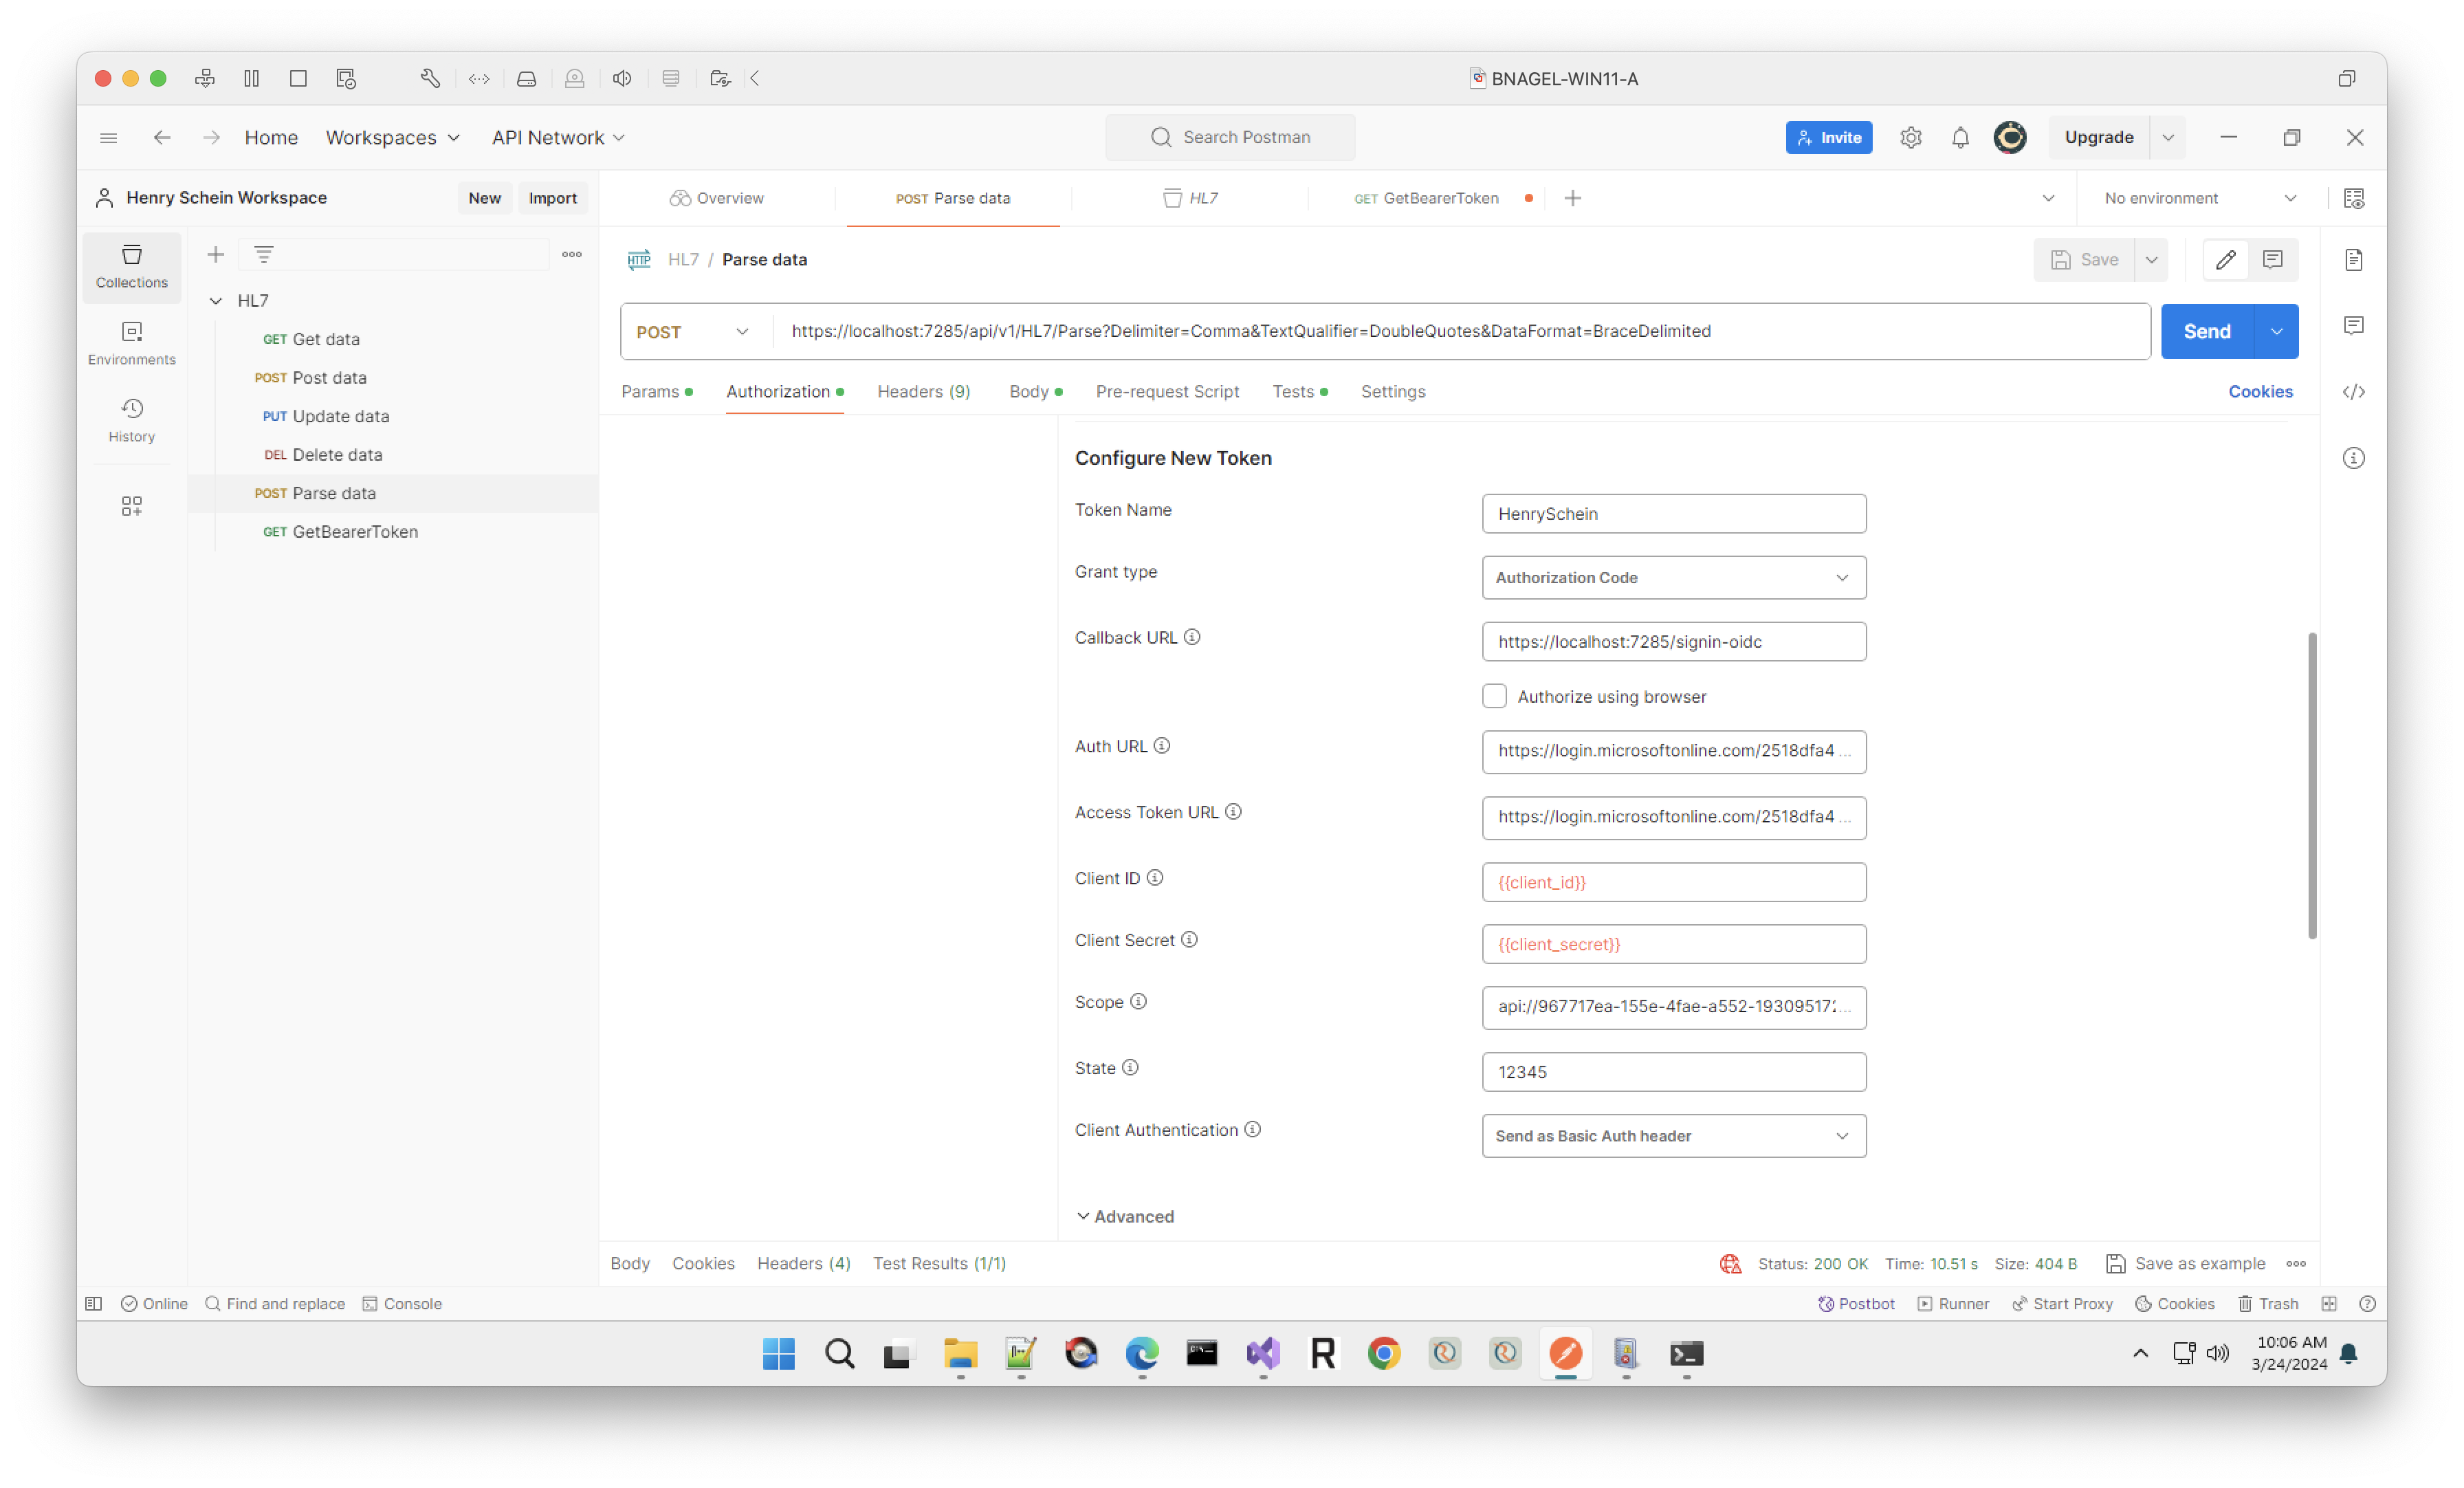 BNAGEL-WIN11-A
Home Workspaces API Network
Search Postman
Invite
Upgrade
Henry Schein Workspace New Import
Overview
POST Parse data
HL7
GET GetBearerToken
No environment
Collections
Environments
History
HL7
GET Get data
POST Post data
PUT Update data
DEL Delete data
POST Parse data
GET GetBearerToken
HTTP HL7 / Parse data
Save
POST https://localhost:7285/api/v1/HL7/Parse?Delimiter=Comma&TextQualifier=DoubleQuotes&DataFormat=BraceDelimited
Send
Params Authorization Headers (9) Body Pre-request Script Tests Settings Cookies
Configure New Token
Token Name HenrySchein
Grant type Authorization Code
Callback URL https://localhost:7285/signin-oidc
Authorize using browser
Auth URL https://login.microsoftonline.com/2518dfa4 ...
Access Token URL https://login.microsoftonline.com/2518dfa4 ...
Client ID {{client_id}}
Client Secret {{client_secret}}
Scope api://967717ea-155e-4fae-a552-19309517...
State 12345
Client Authentication Send as Basic Auth header
Advanced
Body Cookies Headers (4) Test Results (1/1) Status: 200 OK Time: 10.51 s Size: 404 B Save as example
Online Find and replace Console Postbot Runner Start Proxy Cookies Trash
10:06 AM
3/24/2024